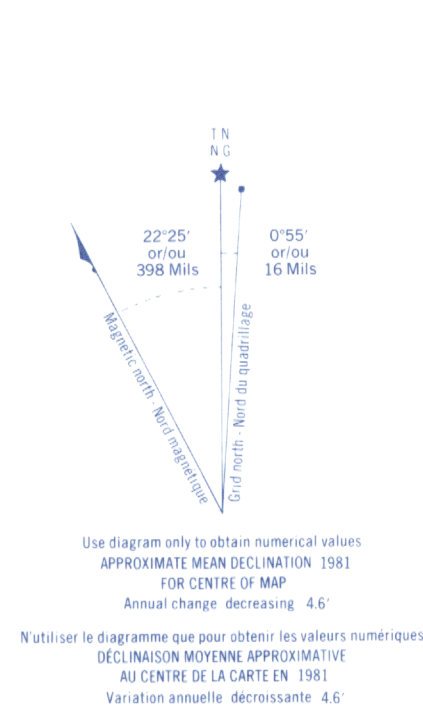 T N
N G
22°25′
or/ou
398 Mils
0°55′
or/ou
16 Mils
Magnetic north - Nord magnetique
Grid north - Nord du quadrillage
Use diagram only to obtain numerical values
APPROXIMATE MEAN DECLINATION 1981
FOR CENTRE OF MAP
Annual change decreasing 4.6′
N'utiliser le diagramme que pour obtenir les valeurs numériques
DÉCLINAISON MOYENNE APPROXIMATIVE
AU CENTRE DE LA CARTE EN 1981
Variation annuelle décroissante 4.6′